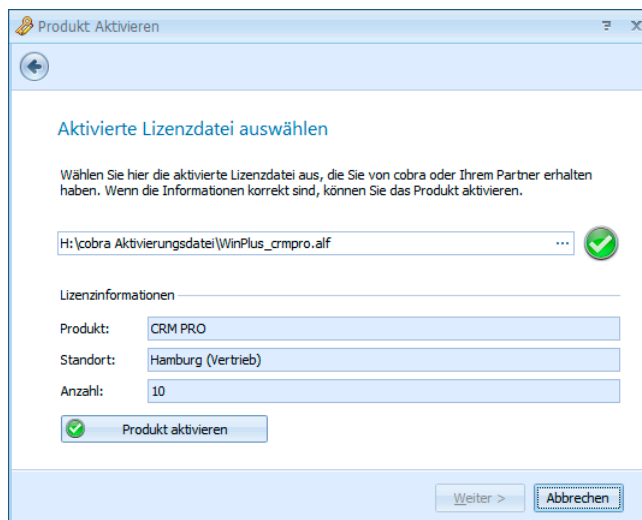 Produkt Aktivieren
Aktivierte Lizenzdatei auswählen
Wählen Sie hier die aktivierte Lizenzdatei aus, die Sie von cobra oder Ihrem Partner erhalten
haben. Wenn die Informationen korrekt sind, können Sie das Produkt aktivieren.
H:\cobra Aktivierungsdatei\WinPlus_crmpro.alf ...
Lizenzinformationen
Produkt: CRM PRO
Standort: Hamburg (Vertrieb)
Anzahl: 10
Produkt aktivieren
Weiter > Abbrechen